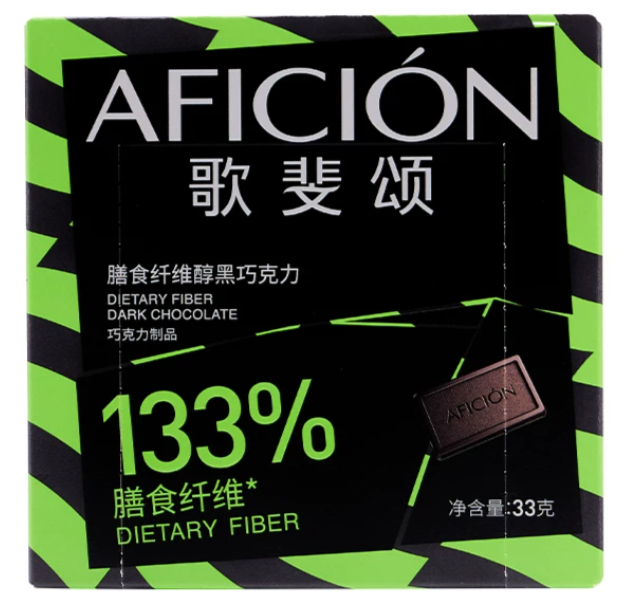 AFICIÓN
歌斐颂
膳食纤维醇黑巧克力
DIETARY FIBER
DARK CHOCOLATE
巧克力制品
133%
膳食纤维*
DIETARY FIBER
AFICIÓN
净含量:33克